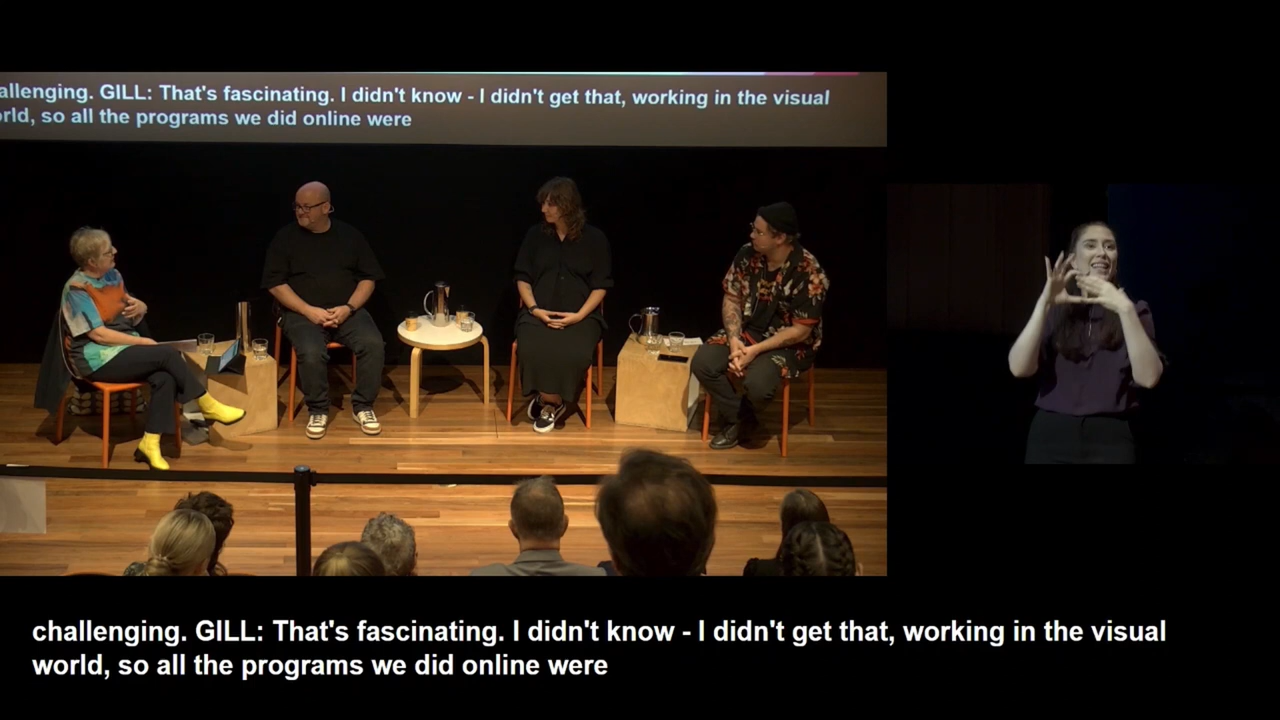 allenging. GILL: That's fascinating. I didn't know - I didn't get that, working in the visual
rld, so all the programs we did online were
challenging. GILL: That's fascinating. I didn't know - I didn't get that, working in the visual
world, so all the programs we did online were